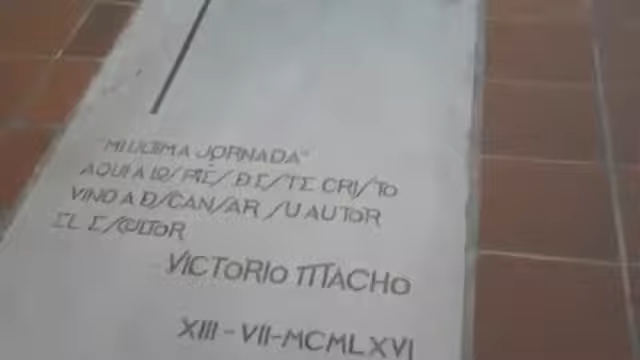 "MI ULTIMA JORNADA"
AQUI A LOS PIES DE ESTE CRISTO
VINO A DESCANSAR SU AUTOR
EL ESCULTOR
VICTORIO MACHO
XIII-VII-MCMLXVI